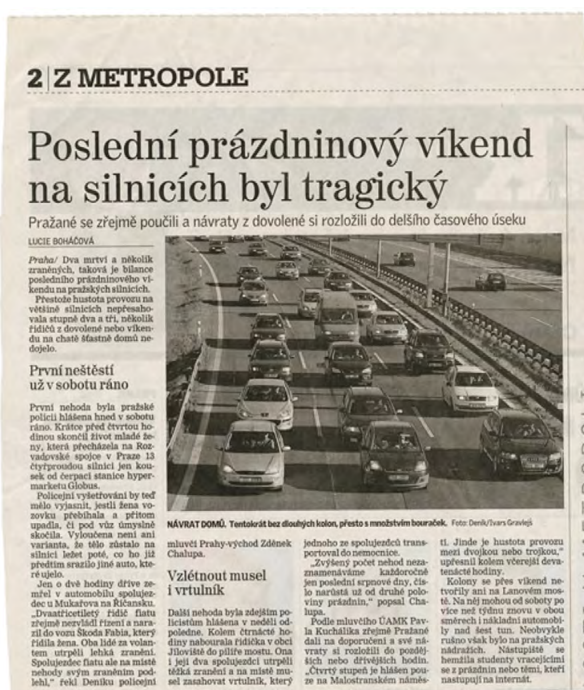 2 Z METROPOLE
Poslední prázdninový víkend
na silnicích byl tragický
Pražané se zřejmě poučili a návraty z dovolené si rozložili do delšího časového úseku
LUCIE BOHÁČOVÁ
Praha/ Dva mrtví a několik
zraněných, taková je bilance
posledního prázdninového ví-
kendu na pražských silnicích.
Přestože hustota provozu na
většině silnicích nepřesaho-
vala stupně dva a tři, několik
řidičů z dovolené nebo víken-
du na chatě šťastně domů ne-
dojelo.
První neštěstí
už v sobotu ráno
První nehoda byla pražské
policii hlášena hned v sobotu
ráno. Krátce před čtvrtou ho-
dinou skončil život mladé že-
ny, která přecházela na Roz-
vadovské spojce v Praze 13
čtyřproudou silnici jen kou-
sek od čerpací stanice hyper-
marketu Globus.
Policejní vyšetřování by teď
mělo vyjasnit, jestli žena vo-
zovku přebíhala a přitom
upadla, či pod vůz úmyslně
skočila. Vyloučena není ani
varianta, že tělo zůstalo na
silnici ležet poté, co ho již
předtím srazilo jiné auto, kte-
ré ujelo.
Jen o dvě hodiny dříve ze-
mřel v automobilu spolujez-
dec u Mukařova na Říčansku.
„Dvaatřicetiletý řidič fiatu
zřejmě nezvládl řízení a nara-
zil do vozu Škoda Fabia, který
řídila žena. Oba lidé za volan-
tem utrpěli lehká zranění.
Spolujezdec fiatu ale na místě
nehody svým zraněním pod-
lehl,“ řekl Deníku policejní
NÁVRAT DOMŮ. Tentokrát bez dlouhých kolon, přesto s množstvím bouraček. Foto: Deník/Ivars Gravlejs
mluvčí Prahy-východ Zdeněk
Chalupa.
Vzlétnout musel
i vrtulník
Další nehoda byla zdejším po-
licistům hlášena v neděli od-
poledne. Kolem čtrnácté ho-
diny nabourala řidička v obci
Jíloviště do pilíře mostu. Ona
i její dva spolujezdci utrpěli
těžká zranění a na místě mu-
sel zasahovat vrtulník, který
jednoho ze spolujezdců trans-
portoval do nemocnice.
„Zvýšený počet nehod neza-
znamenáváme každoročně
jen poslední srpnové dny, čís-
lo narůstá už od druhé polo-
viny prázdnin,“ popsal Cha-
lupa.
Podle mluvčího ÚAMK Pav-
la Kuchálika zřejmě Pražané
dali na doporučení a své ná-
vraty si rozložili do pozděj-
ších nebo dřívějších hodin.
„Čtvrtý stupeň je hlášen pou-
ze na Malostranském náměs-
tí. Jinde je hustota provozu
mezi dvojkou nebo trojkou,“
upřesnil kolem včerejší deva-
tenácté hodiny.
Kolony se přes víkend ne-
tvořily ani na Lanovém mos-
tě. Na něj mohou od soboty po
více než týdnu znovu v obou
směrech i nákladní automobi-
ly nad šest tun. Neobvykle
rušno však bylo na pražských
nádražích. Nástupiště se
hemžila studenty vracejícími
se z prázdnin nebo těmi, kteří
nastupují na internát.